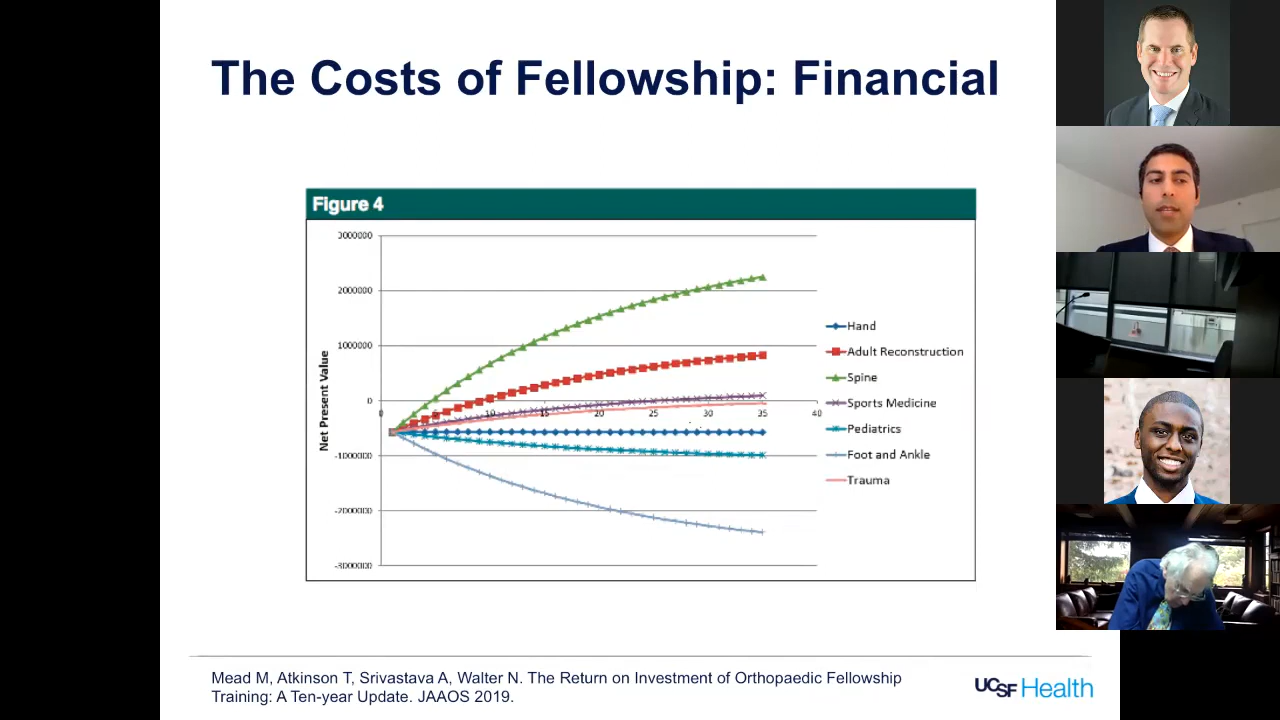 The Costs of Fellowship: Financial
Figure 4
3000000
2000000
1000000
0
-1000000
-2000000
-3000000
Net Present Value
0 5 10 15 20 25 30 35 40
Hand
Adult Reconstruction
Spine
Sports Medicine
Pediatrics
Foot and Ankle
Trauma
Mead M, Atkinson T, Srivastava A, Walter N. The Return on Investment of Orthopaedic Fellowship
Training: A Ten-year Update. JAAOS 2019.
UCSF Health